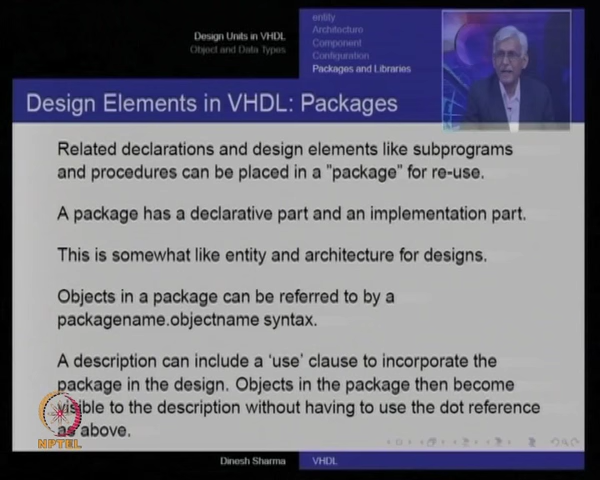 Design Units in VHDL
Object and Data Types
entity
Architecture
Component
Configuration
Packages and Libraries
Design Elements in VHDL: Packages
Related declarations and design elements like subprograms
and procedures can be placed in a "package" for re-use.
A package has a declarative part and an implementation part.
This is somewhat like entity and architecture for designs.
Objects in a package can be referred to by a
packagename.objectname syntax.
A description can include a ‘use’ clause to incorporate the
package in the design. Objects in the package then become
visible to the description without having to use the dot reference
as above.
NPTEL
Dinesh Sharma
VHDL